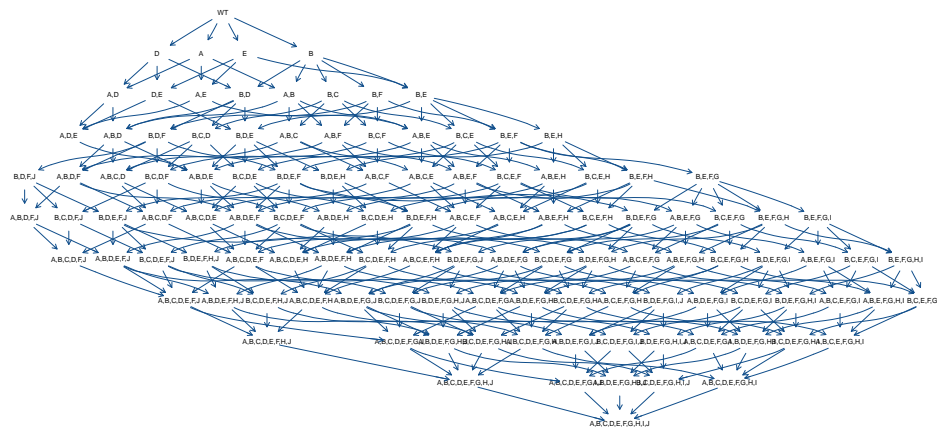 WT
D A E B
A,D D,E A,E B,D A,B B,C B,F B,E
A,D,E A,B,D B,D,F B,C,D B,D,E A,B,C A,B,F B,C,F A,B,E B,C,E B,E,F B,E,H
B,D,F,J A,B,D,F A,B,C,D B,C,D,F A,B,D,E B,C,D,E B,D,E,F B,D,E,H A,B,C,F A,B,C,E A,B,E,F B,C,E,F A,B,E,H B,C,E,H B,E,F,H B,E,F,G
A,B,D,F,J B,C,D,F,J B,D,E,F,J A,B,C,D,F A,B,C,D,E A,B,D,E,F B,C,D,E,F A,B,D,E,H B,C,D,E,H B,D,E,F,H A,B,C,E,F A,B,C,E,H A,B,E,F,H B,C,E,F,H B,D,E,F,G A,B,E,F,G B,C,E,F,G B,E,F,G,H B,E,F,G,I
A,B,C,D,F,J A,B,D,E,F,J B,C,D,E,F,J B,D,E,F,H,J A,B,C,D,E,F A,B,C,D,E,H A,B,D,E,F,H B,C,D,E,F,H A,B,C,E,F,H B,D,E,F,G,J A,B,D,E,F,G B,C,D,E,F,G B,D,E,F,G,H A,B,C,E,F,G A,B,E,F,G,H B,C,E,F,G,H B,D,E,F,G,I A,B,E,F,G,I B,C,E,F,G,I B,E,F,G,H,I
A,B,C,D,E,F,J A,B,D,E,F,H,J B,C,D,E,F,H,J A,B,C,D,E,F,H A,B,D,E,F,G,J B,C,D,E,F,G,J B,D,E,F,G,H,J A,B,C,D,E,F,G A,B,D,E,F,G,H B,C,D,E,F,G,H A,B,C,E,F,G,H B,D,E,F,G,I,J A,B,D,E,F,G,I B,C,D,E,F,G,I B,D,E,F,G,H,I A,B,C,E,F,G,I A,B,E,F,G,H,I B,C,E,F,G
A,B,C,D,E,F,H,J A,B,C,E,F,G,H,I
A,B,C,D,E,F,G,H,J A,B,C,D,E,F,G,H,I
A,B,C,D,E,F,G,H,I,J